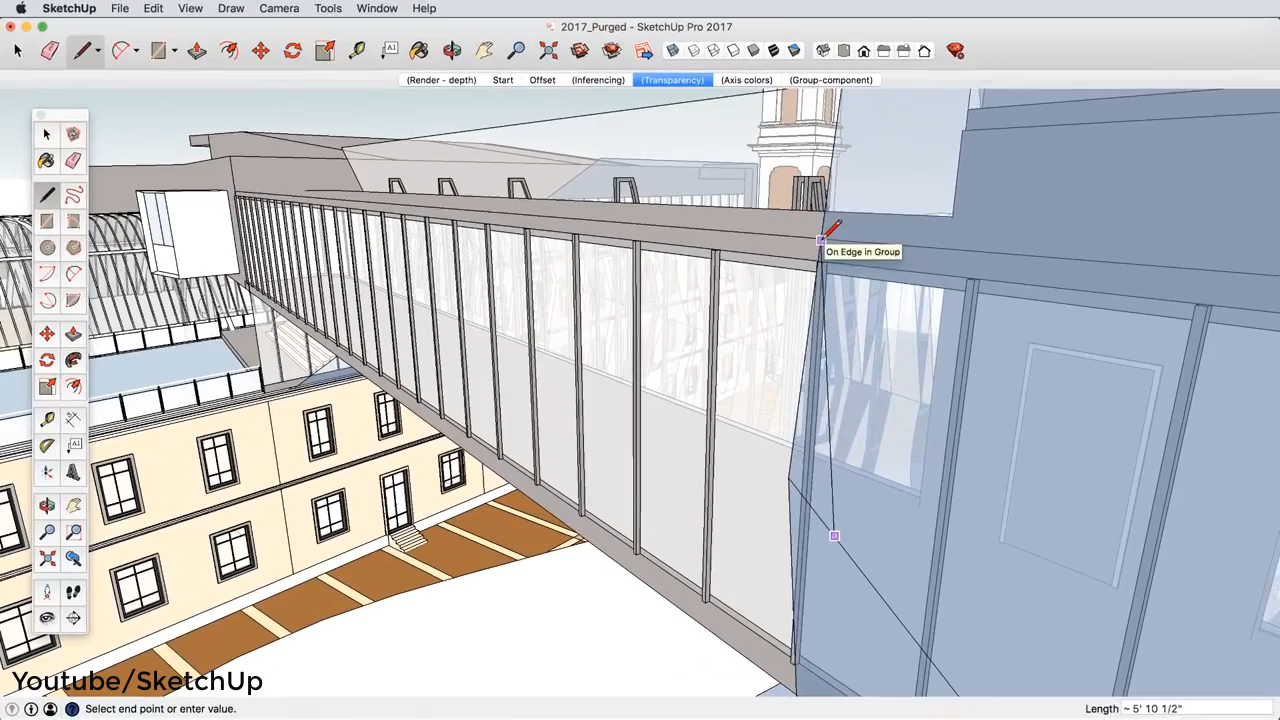 SketchUp File Edit View Draw Camera Tools Window Help
2017_Purged - SketchUp Pro 2017
(Render - depth) Start Offset (Inferencing) (Transparency) (Axis colors) (Group-component)
On Edge in Group
Youtube/SketchUp
Select end point or enter value. Length ~ 5' 10 1/2"